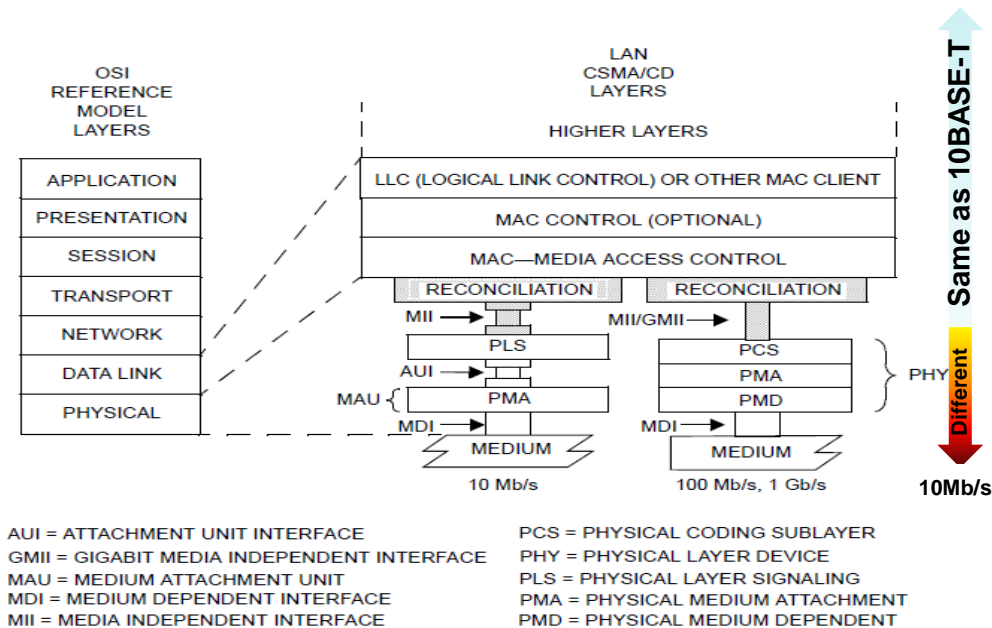 OSI
REFERENCE
MODEL
LAYERS
APPLICATION
PRESENTATION
SESSION
TRANSPORT
NETWORK
DATA LINK
PHYSICAL
LAN
CSMA/CD
LAYERS
HIGHER LAYERS
LLC (LOGICAL LINK CONTROL) OR OTHER MAC CLIENT
MAC CONTROL (OPTIONAL)
MAC—MEDIA ACCESS CONTROL
RECONCILIATION
MII
PLS
AUI
MAU
PMA
MDI
MEDIUM
10 Mb/s
RECONCILIATION
MII/GMII
PCS
PMA
PMD
PHY
MDI
MEDIUM
100 Mb/s, 1 Gb/s
Same as 10BASE-T
Different
10Mb/s
AUI = ATTACHMENT UNIT INTERFACE
GMII = GIGABIT MEDIA INDEPENDENT INTERFACE
MAU = MEDIUM ATTACHMENT UNIT
MDI = MEDIUM DEPENDENT INTERFACE
MII = MEDIA INDEPENDENT INTERFACE
PCS = PHYSICAL CODING SUBLAYER
PHY = PHYSICAL LAYER DEVICE
PLS = PHYSICAL LAYER SIGNALING
PMA = PHYSICAL MEDIUM ATTACHMENT
PMD = PHYSICAL MEDIUM DEPENDENT